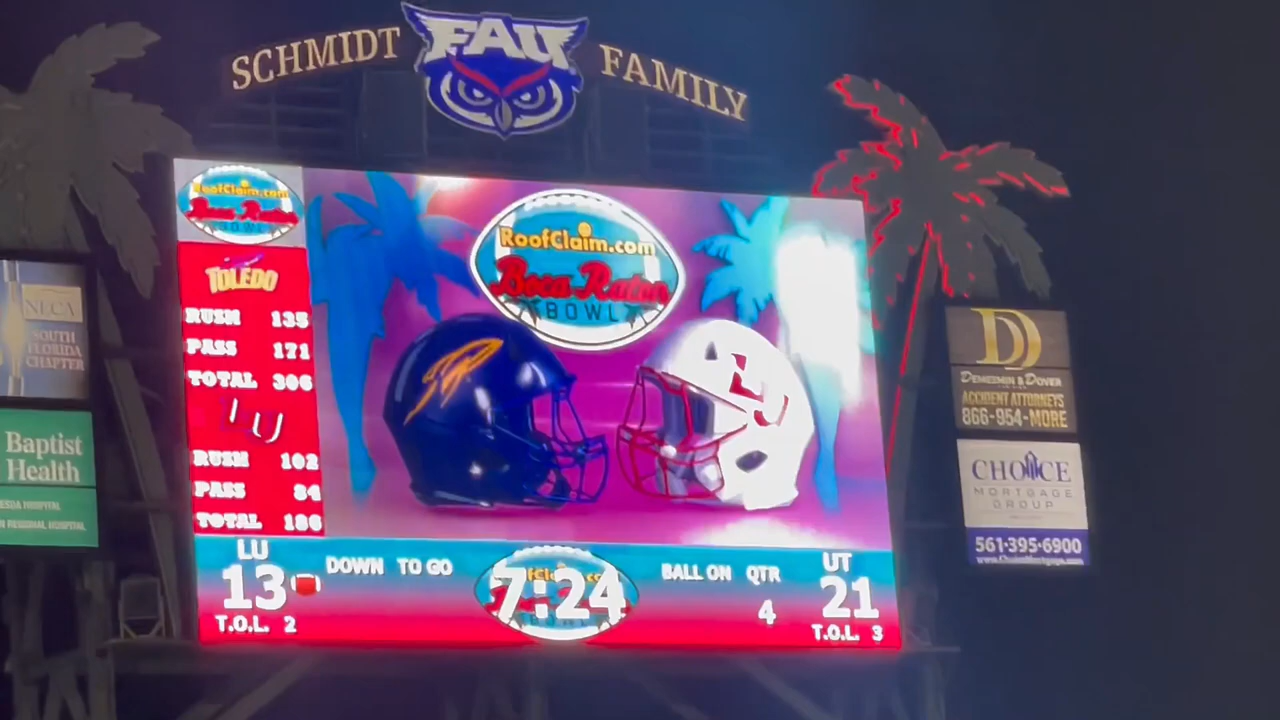 SCHMIDT FAU FAMILY
RoofClaim.com
Boca Raton
BOWL
TOLEDO
RUSH 135
PASS 171
TOTAL 306
LU
RUSH 102
PASS 84
TOTAL 186
RoofClaim.com
Boca Raton
BOWL
LU
13
T.O.L. 2
DOWN TO GO
7:24
BALL ON QTR
4
UT
21
T.O.L. 3
NECA
SOUTH
FLORIDA
CHAPTER
Baptist
Health
REGIONAL HOSPITAL
DD
DEMESMIN & DOVER
ACCIDENT ATTORNEYS
866-954-MORE
CHOICE
MORTGAGE
GROUP
561·395·6900